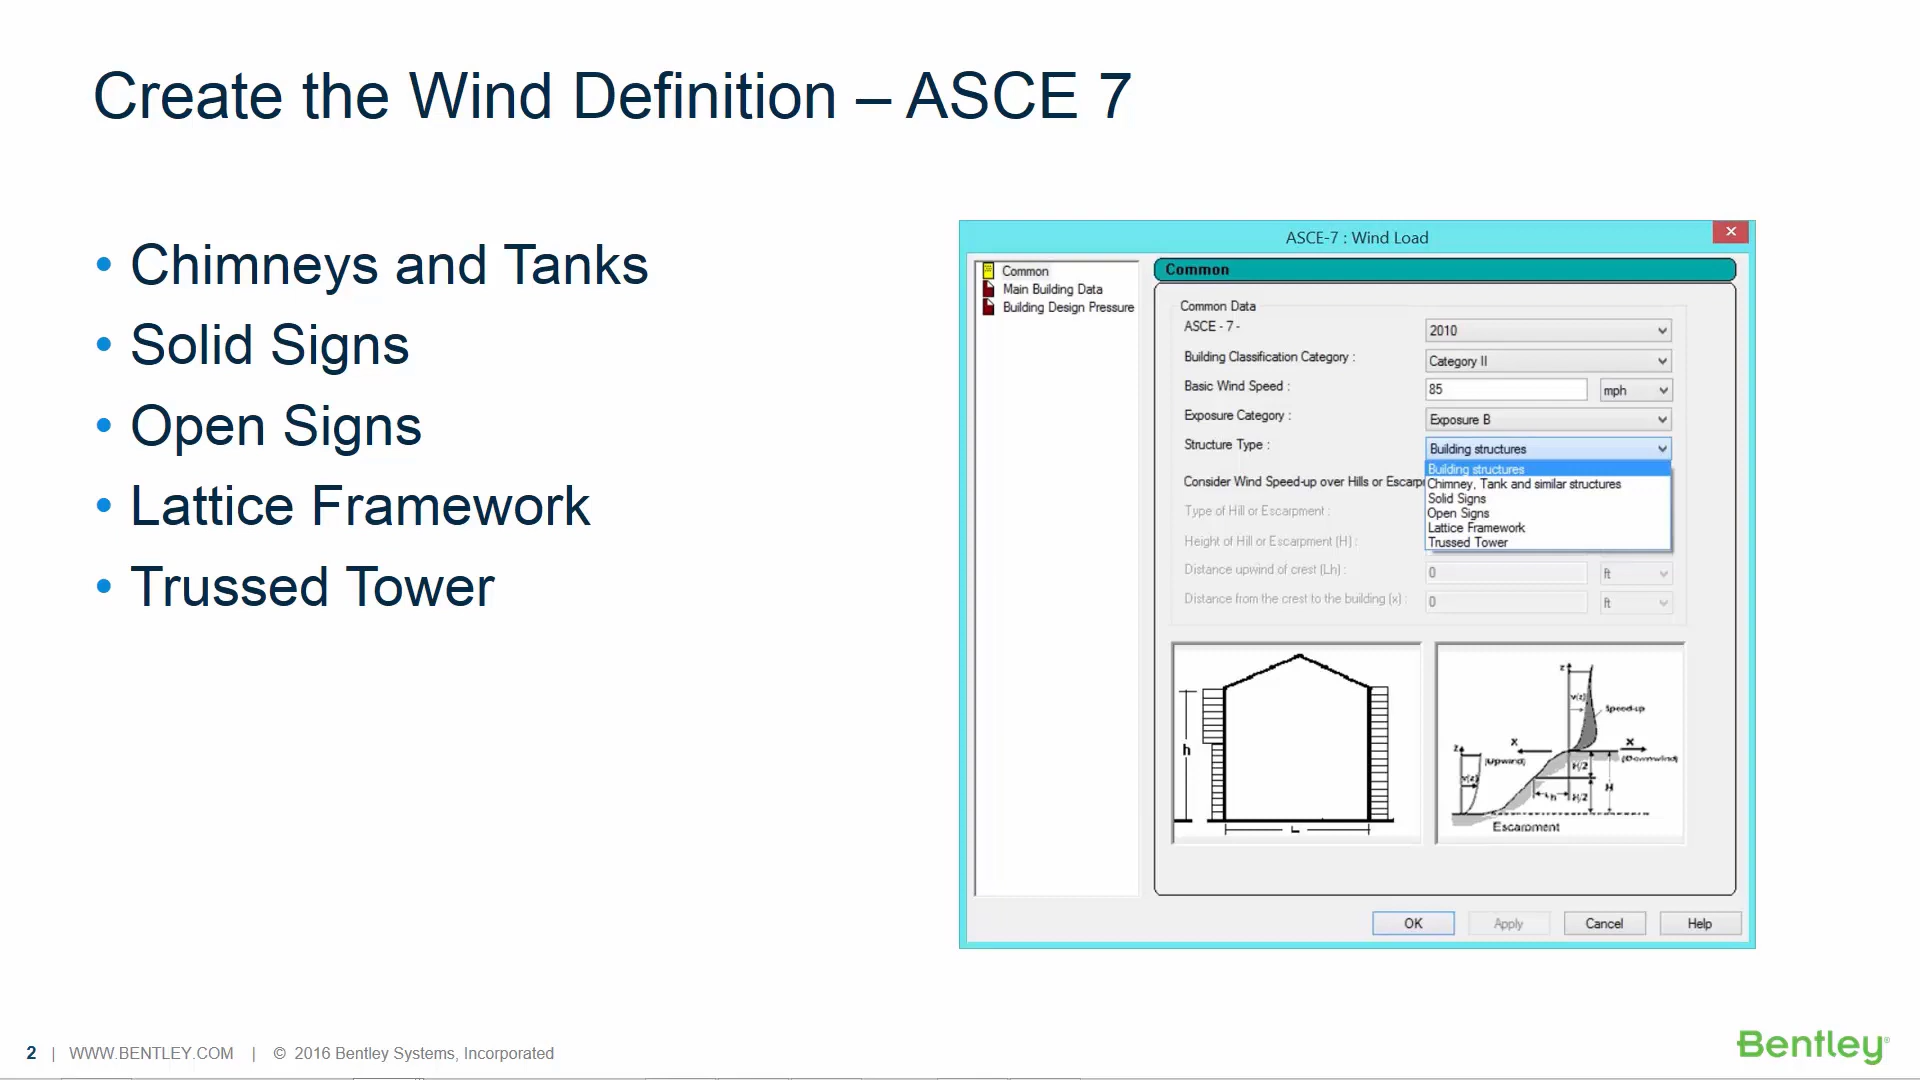 Create the Wind Definition – ASCE 7
• Chimneys and Tanks
• Solid Signs
• Open Signs
• Lattice Framework
• Trussed Tower
ASCE-7 : Wind Load
Common
Main Building Data
Building Design Pressure
Common
Common Data
ASCE - 7 -
2010
Building Classification Category :
Category II
Basic Wind Speed :
85 mph
Exposure Category :
Exposure B
Structure Type :
Building structures
Building structures
Chimney, Tank and similar structures
Solid Signs
Open Signs
Lattice Framework
Trussed Tower
Consider Wind Speed-up over Hills or Escarp
Type of Hill or Escarpment :
Height of Hill or Escarpment (H) :
Distance upwind of crest (Lh) :
0 ft
Distance from the crest to the building (x) :
0 ft
h
L
z
v(z)
Speed-up
x
(Upwind)
x
(Downwind)
z
v(z)
H/2
H
Lh
H/2
Escarpment
OK
Apply
Cancel
Help
2 | WWW.BENTLEY.COM | © 2016 Bentley Systems, Incorporated
Bentley®